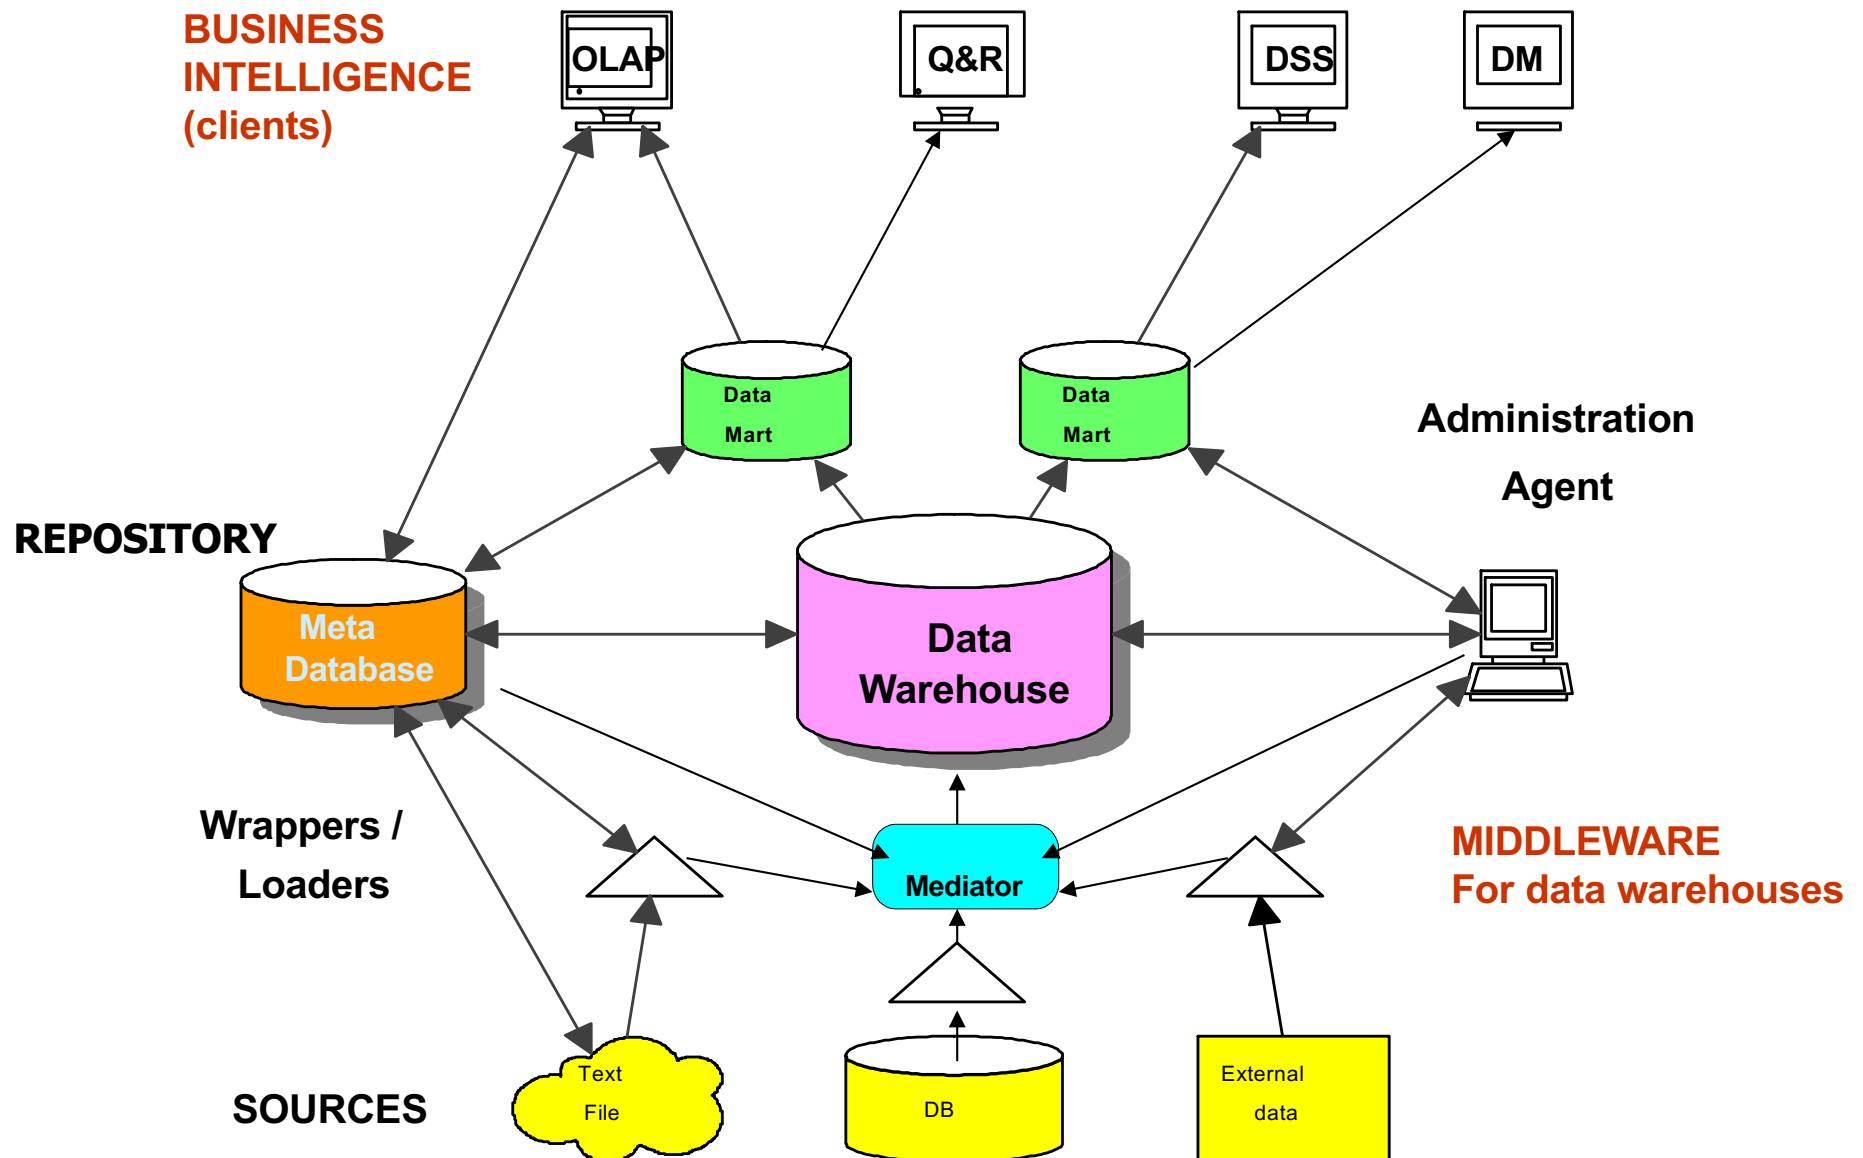 BUSINESS
INTELLIGENCE
(clients)
OLAP
Q&R
DSS
DM
Data
Mart
Data
Mart
Administration
Agent
REPOSITORY
Meta
Database
Data
Warehouse
Wrappers /
Loaders
Mediator
MIDDLEWARE
For data warehouses
SOURCES
Text
File
DB
External
data